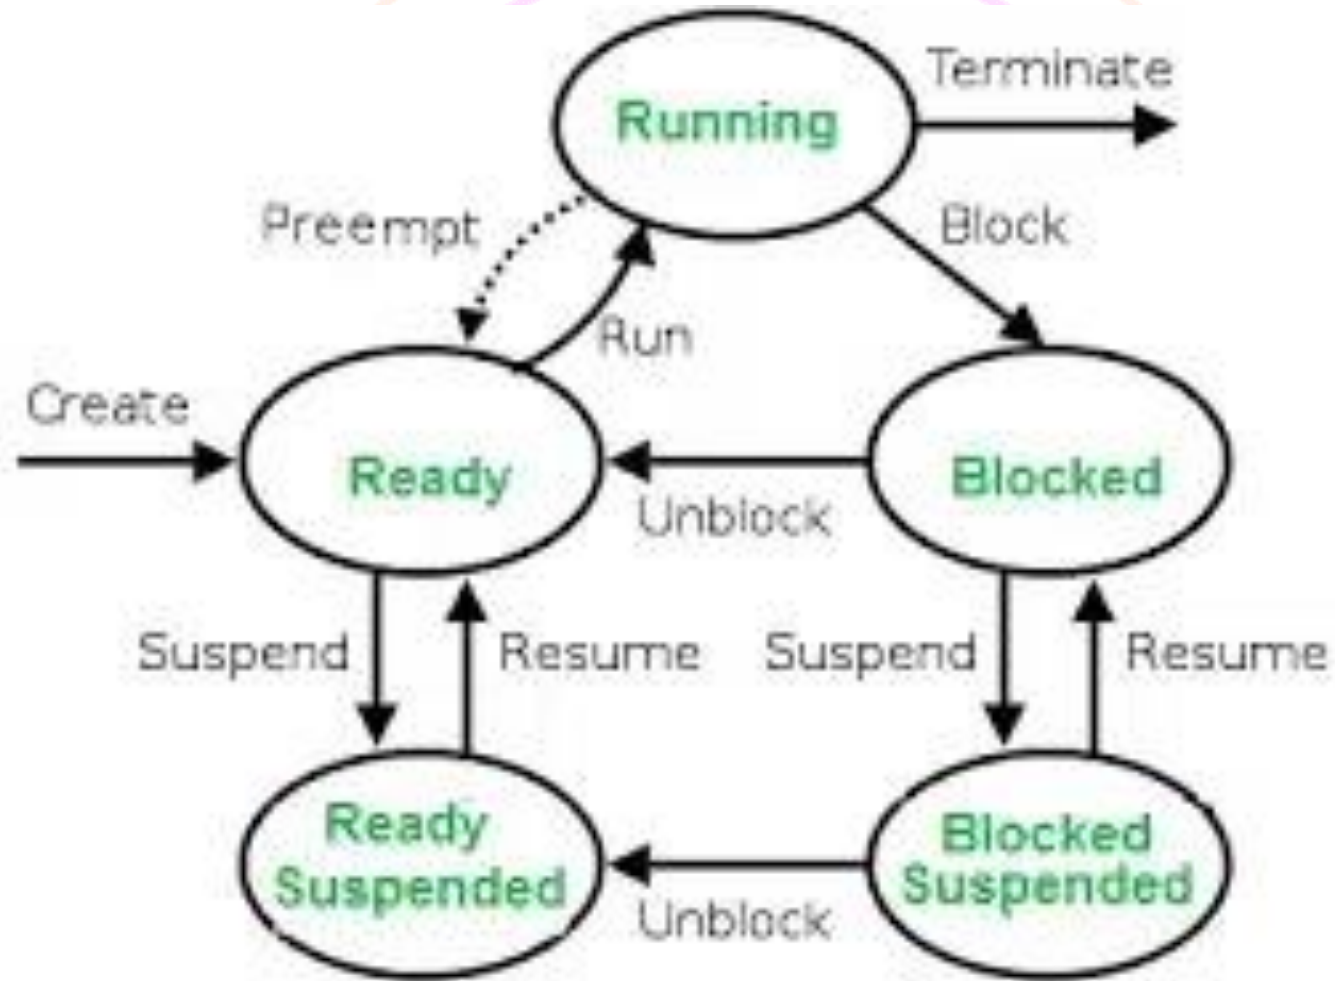 Running
Terminate
Preempt
Block
Run
Create
Ready
Blocked
Unblock
Suspend
Resume
Suspend
Resume
Ready
Suspended
Blocked
Suspended
Unblock